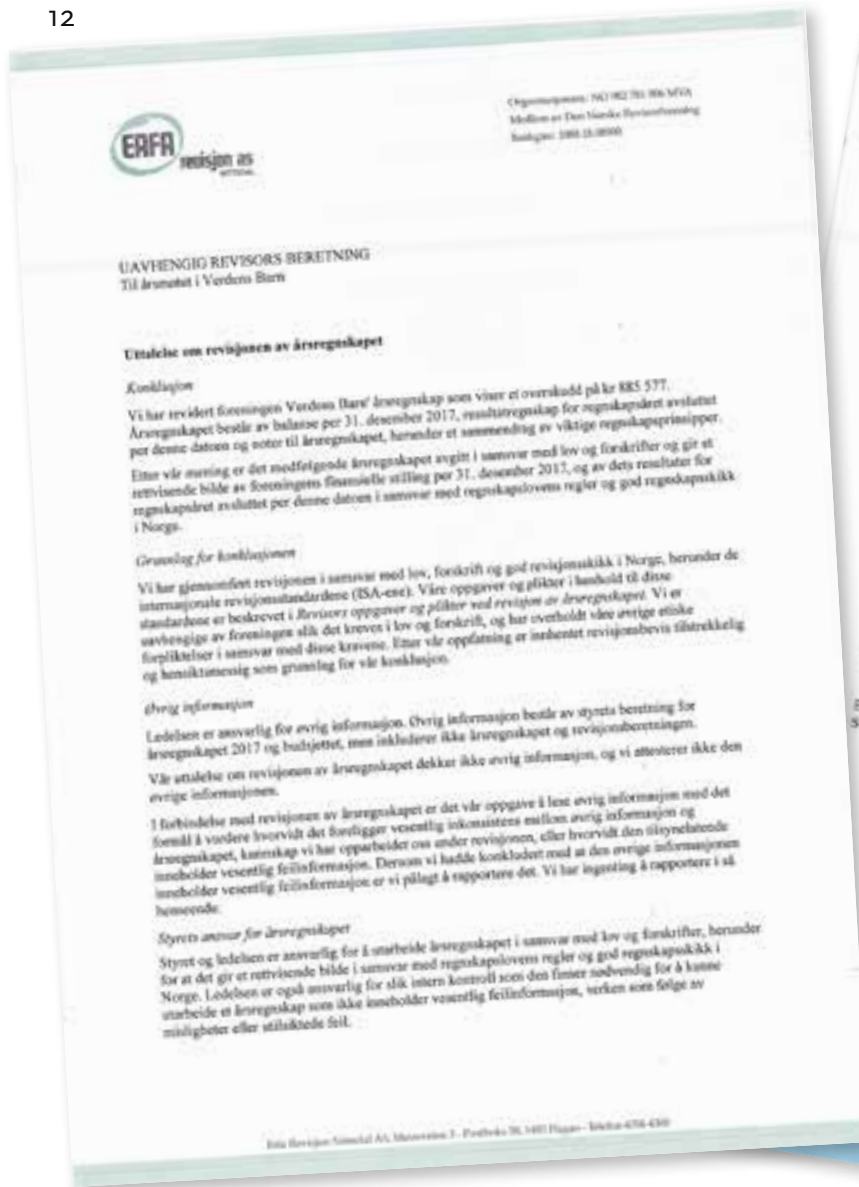 12
ERFA
revisjon as
NITTEDAL
Organisasjonsnr. NO 982 781 906 MVA
Medlem av Den Norske Revisorforening
UAVHENGIG REVISORS BERETNING
Til årsmøtet i Verdens Barn
Uttalelse om revisjonen av årsregnskapet
Konklusjon
Vi har revidert foreningen Verdens Barn' årsregnskap som viser et overskudd på kr 885 577.
Årsregnskapet består av balanse per 31. desember 2017, resultatregnskap for regnskapsåret avsluttet
per denne datoen og noter til årsregnskapet, herunder et sammendrag av viktige regnskapsprinsipper.
Etter vår mening er det medfølgende årsregnskapet avgitt i samsvar med lov og forskrifter og gir et
rettvisende bilde av foreningens finansielle stilling per 31. desember 2017, og av dets resultater for
regnskapsåret avsluttet per denne datoen i samsvar med regnskapslovens regler og god regnskapsskikk
i Norge.
Grunnlag for konklusjonen
Vi har gjennomført revisjonen i samsvar med lov, forskrift og god revisjonsskikk i Norge, herunder de
internasjonale revisjonsstandardene (ISA-ene). Våre oppgaver og plikter i henhold til disse
standardene er beskrevet i Revisors oppgaver og plikter ved revisjon av årsregnskapet. Vi er
uavhengige av foreningen slik det kreves i lov og forskrift, og har overholdt våre øvrige etiske
forpliktelser i samsvar med disse kravene. Etter vår oppfatning er innhentet revisjonsbevis tilstrekkelig
og hensiktsmessig som grunnlag for vår konklusjon.
Øvrig informasjon
Ledelsen er ansvarlig for øvrig informasjon. Øvrig informasjon består av styrets beretning for
årsregnskapet 2017 og budsjettet, men inkluderer ikke årsregnskapet og revisjonsberetningen.
Vår uttalelse om revisjonen av årsregnskapet dekker ikke øvrig informasjon, og vi attesterer ikke den
øvrige informasjonen.
I forbindelse med revisjonen av årsregnskapet er det vår oppgave å lese øvrig informasjon med det
formål å vurdere hvorvidt det foreligger vesentlig inkonsistens mellom øvrig informasjon og
årsregnskapet, kunnskap vi har opparbeidet oss under revisjonen, eller hvorvidt den tilsynelatende
inneholder vesentlig feilinformasjon. Dersom vi hadde konkludert med at den øvrige informasjonen
inneholder vesentlig feilinformasjon er vi pålagt å rapportere det. Vi har ingenting å rapportere i så
henseende.
Styrets ansvar for årsregnskapet
Styret og ledelsen er ansvarlig for å utarbeide årsregnskapet i samsvar med lov og forskrifter, herunder
for at det gir et rettvisende bilde i samsvar med regnskapslovens regler og god regnskapsskikk i
Norge. Ledelsen er også ansvarlig for slik intern kontroll som den finner nødvendig for å kunne
utarbeide et årsregnskap som ikke inneholder vesentlig feilinformasjon, verken som følge av
misligheter eller utilsiktede feil.
Erfa Revisjon Nittedal AS